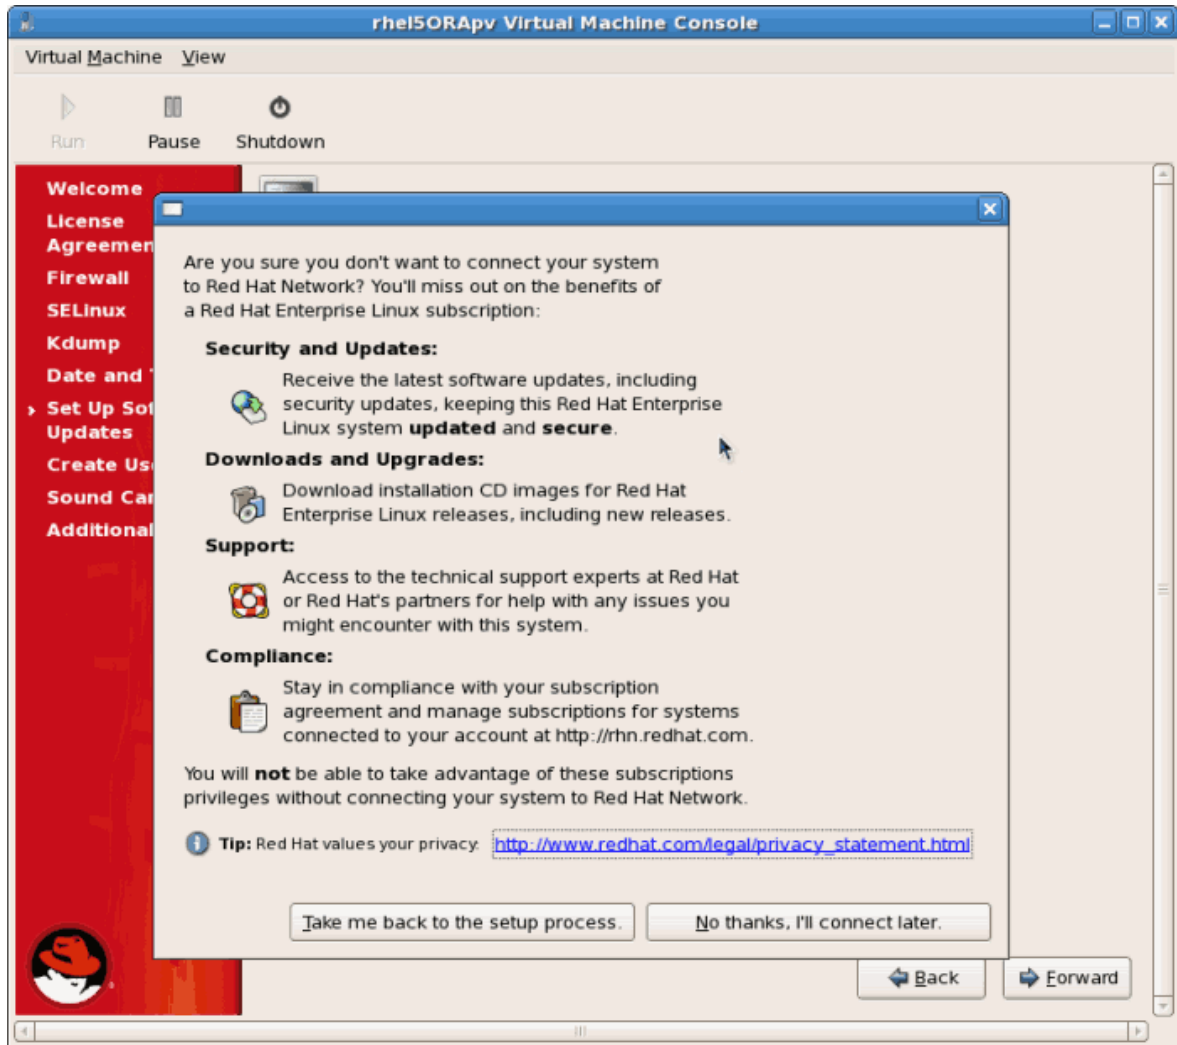 rhel5ORApv Virtual Machine Console
Virtual Machine View
Run Pause Shutdown
Welcome
License
Agreemen
Firewall
SELinux
Kdump
Date and
Set Up Sof
Updates
Create Us
Sound Car
Additional
Are you sure you don't want to connect your system
to Red Hat Network? You'll miss out on the benefits of
a Red Hat Enterprise Linux subscription:
Security and Updates:
Receive the latest software updates, including
security updates, keeping this Red Hat Enterprise
Linux system updated and secure.
Downloads and Upgrades:
Download installation CD images for Red Hat
Enterprise Linux releases, including new releases.
Support:
Access to the technical support experts at Red Hat
or Red Hat's partners for help with any issues you
might encounter with this system.
Compliance:
Stay in compliance with your subscription
agreement and manage subscriptions for systems
connected to your account at http://rhn.redhat.com.
You will not be able to take advantage of these subscriptions
privileges without connecting your system to Red Hat Network.
Tip: Red Hat values your privacy: http://www.redhat.com/legal/privacy_statement.html
Take me back to the setup process. No thanks, I'll connect later.
Back Forward